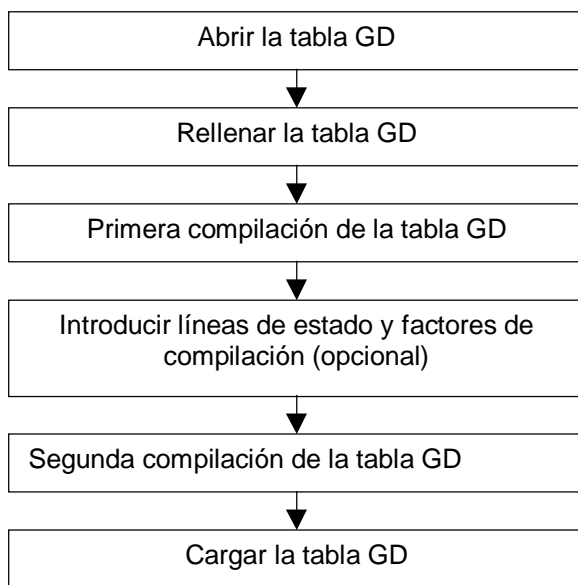 Abrir la tabla GD
Rellenar la tabla GD
Primera compilación de la tabla GD
Introducir líneas de estado y factores de
compilación (opcional)
Segunda compilación de la tabla GD
Cargar la tabla GD